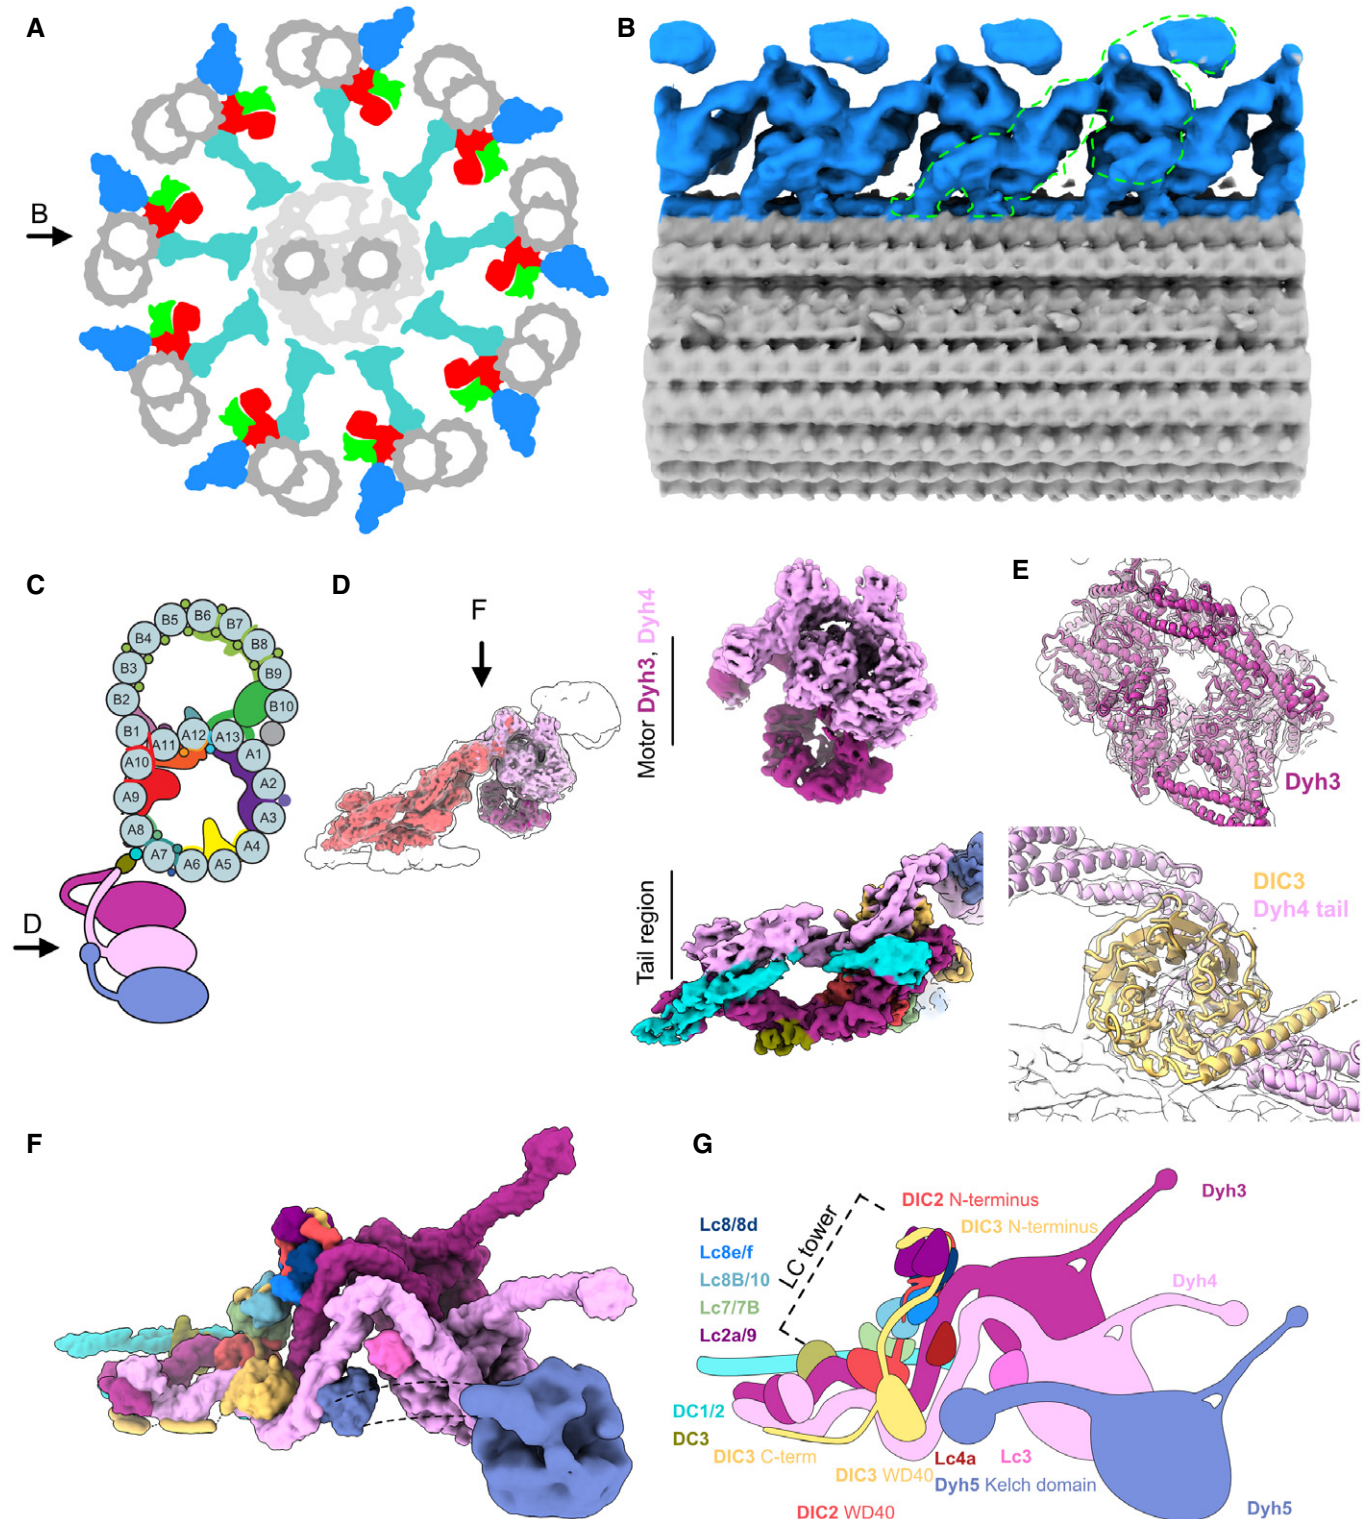 A
B
B
C
B5
B6
B7
B4
B8
B3
B9
B2
B10
B1
A11
A12
A13
A1
A10
A2
A9
A3
A8
A4
A7
A6
A5
D
D
F
Motor Dyh3, Dyh4
Tail region
E
Dyh3
DIC3
Dyh4 tail
F
G
DIC2 N-terminus
DIC3 N-terminus
Dyh3
Lc8/8d
Lc8e/f
Lc8B/10
Lc7/7B
Lc2a/9
LC tower
Dyh4
DC1/2
DC3
DIC3 C-term
DIC3 WD40
Lc4a
Lc3
Dyh5 Kelch domain
DIC2 WD40
Dyh5